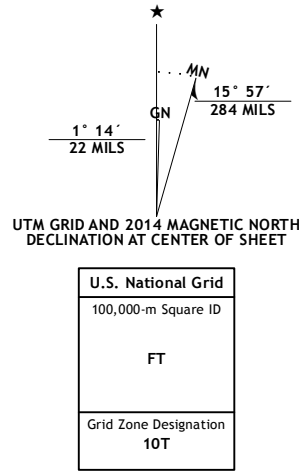 ★
MN
GN
15° 57´
284 MILS
1° 14´
22 MILS
UTM GRID AND 2014 MAGNETIC NORTH
DECLINATION AT CENTER OF SHEET
U.S. National Grid
100,000-m Square ID
FT
Grid Zone Designation
10T